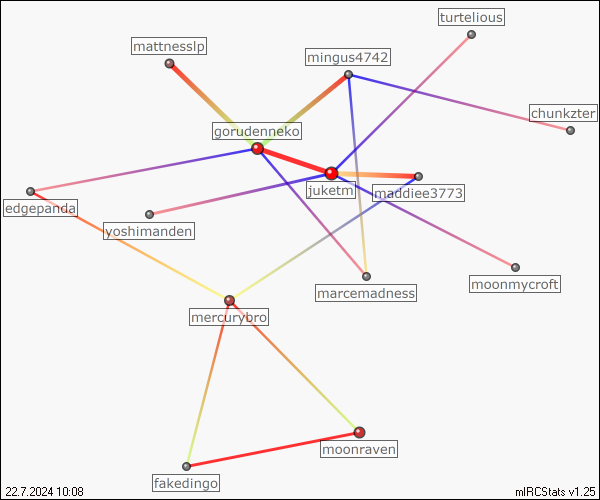 turtelious
mattnesslp
mingus4742
chunkzter
gorudenneko
juketm
maddiee3773
edgepanda
yoshimanden
marcemadness
moonmycroft
mercurybro
moonraven
fakedingo
22.7.2024 10:08
mIRCStats v1.25